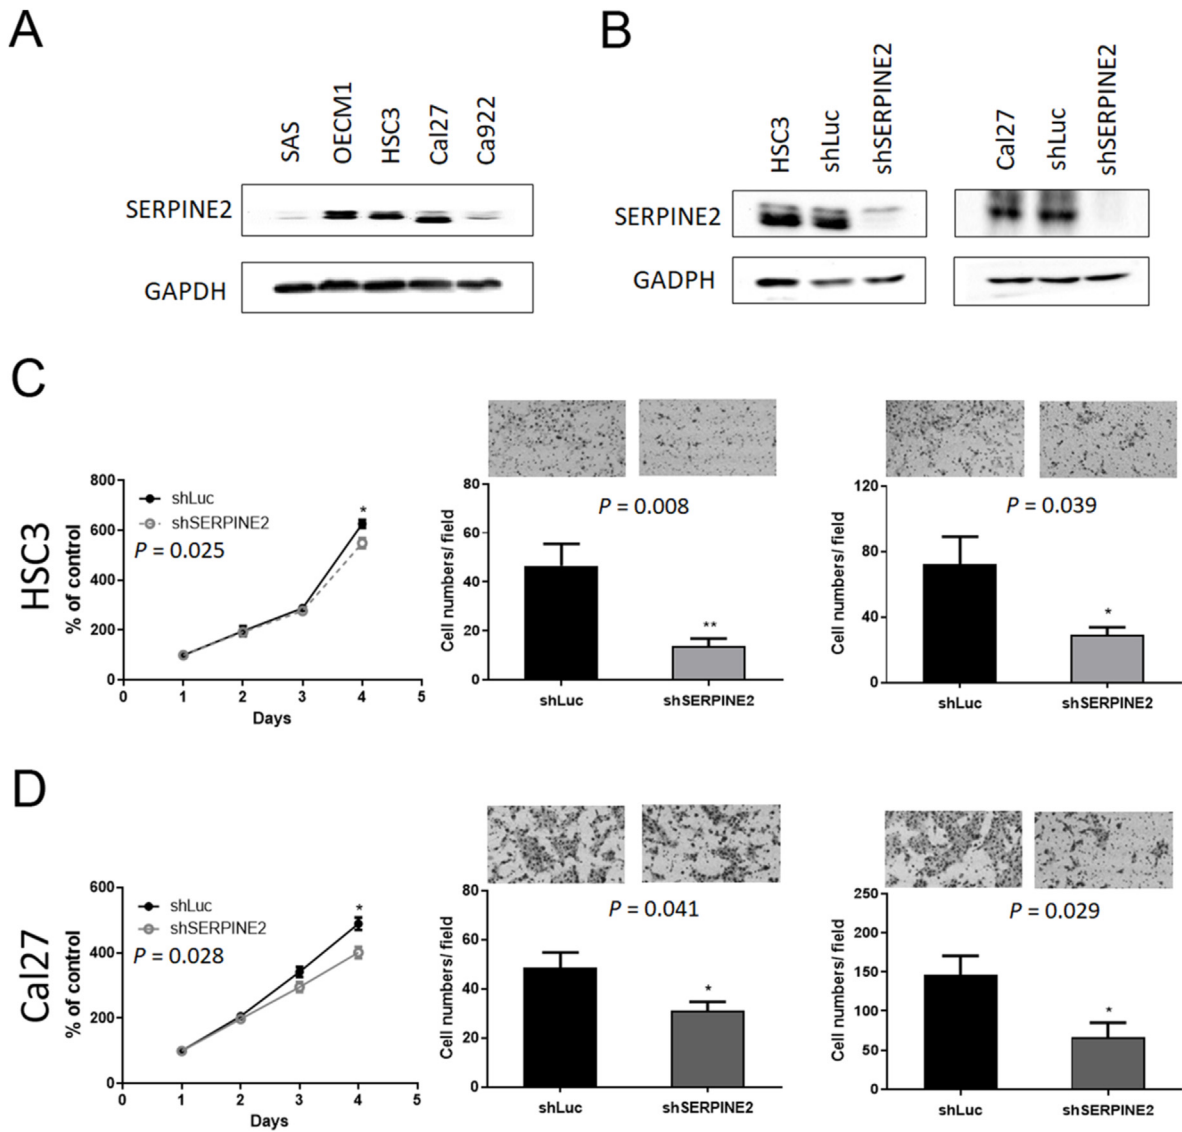 A
SAS
OECM1
HSC3
Cal27
Ca922
SERPINE2
GAPDH
B
HSC3
shLuc
shSERPINE2
Cal27
shLuc
shSERPINE2
SERPINE2
GADPH
C
HSC3
800
600
400
200
0
% of control
shLuc
shSERPINE2
P = 0.025
*
0 1 2 3 4 5
Days
80
60
40
20
0
Cell numbers/ field
P = 0.008
**
shLuc shSERPINE2
120
80
40
0
Cell numbers/ field
P = 0.039
*
shLuc shSERPINE2
D
Cal27
600
400
200
0
% of control
shLuc
shSERPINE2
P = 0.028
*
0 1 2 3 4 5
Days
80
60
40
20
0
Cell numbers/ field
P = 0.041
*
shLuc shSERPINE2
250
200
150
100
50
0
Cell numbers/ field
P = 0.029
*
shLuc shSERPINE2